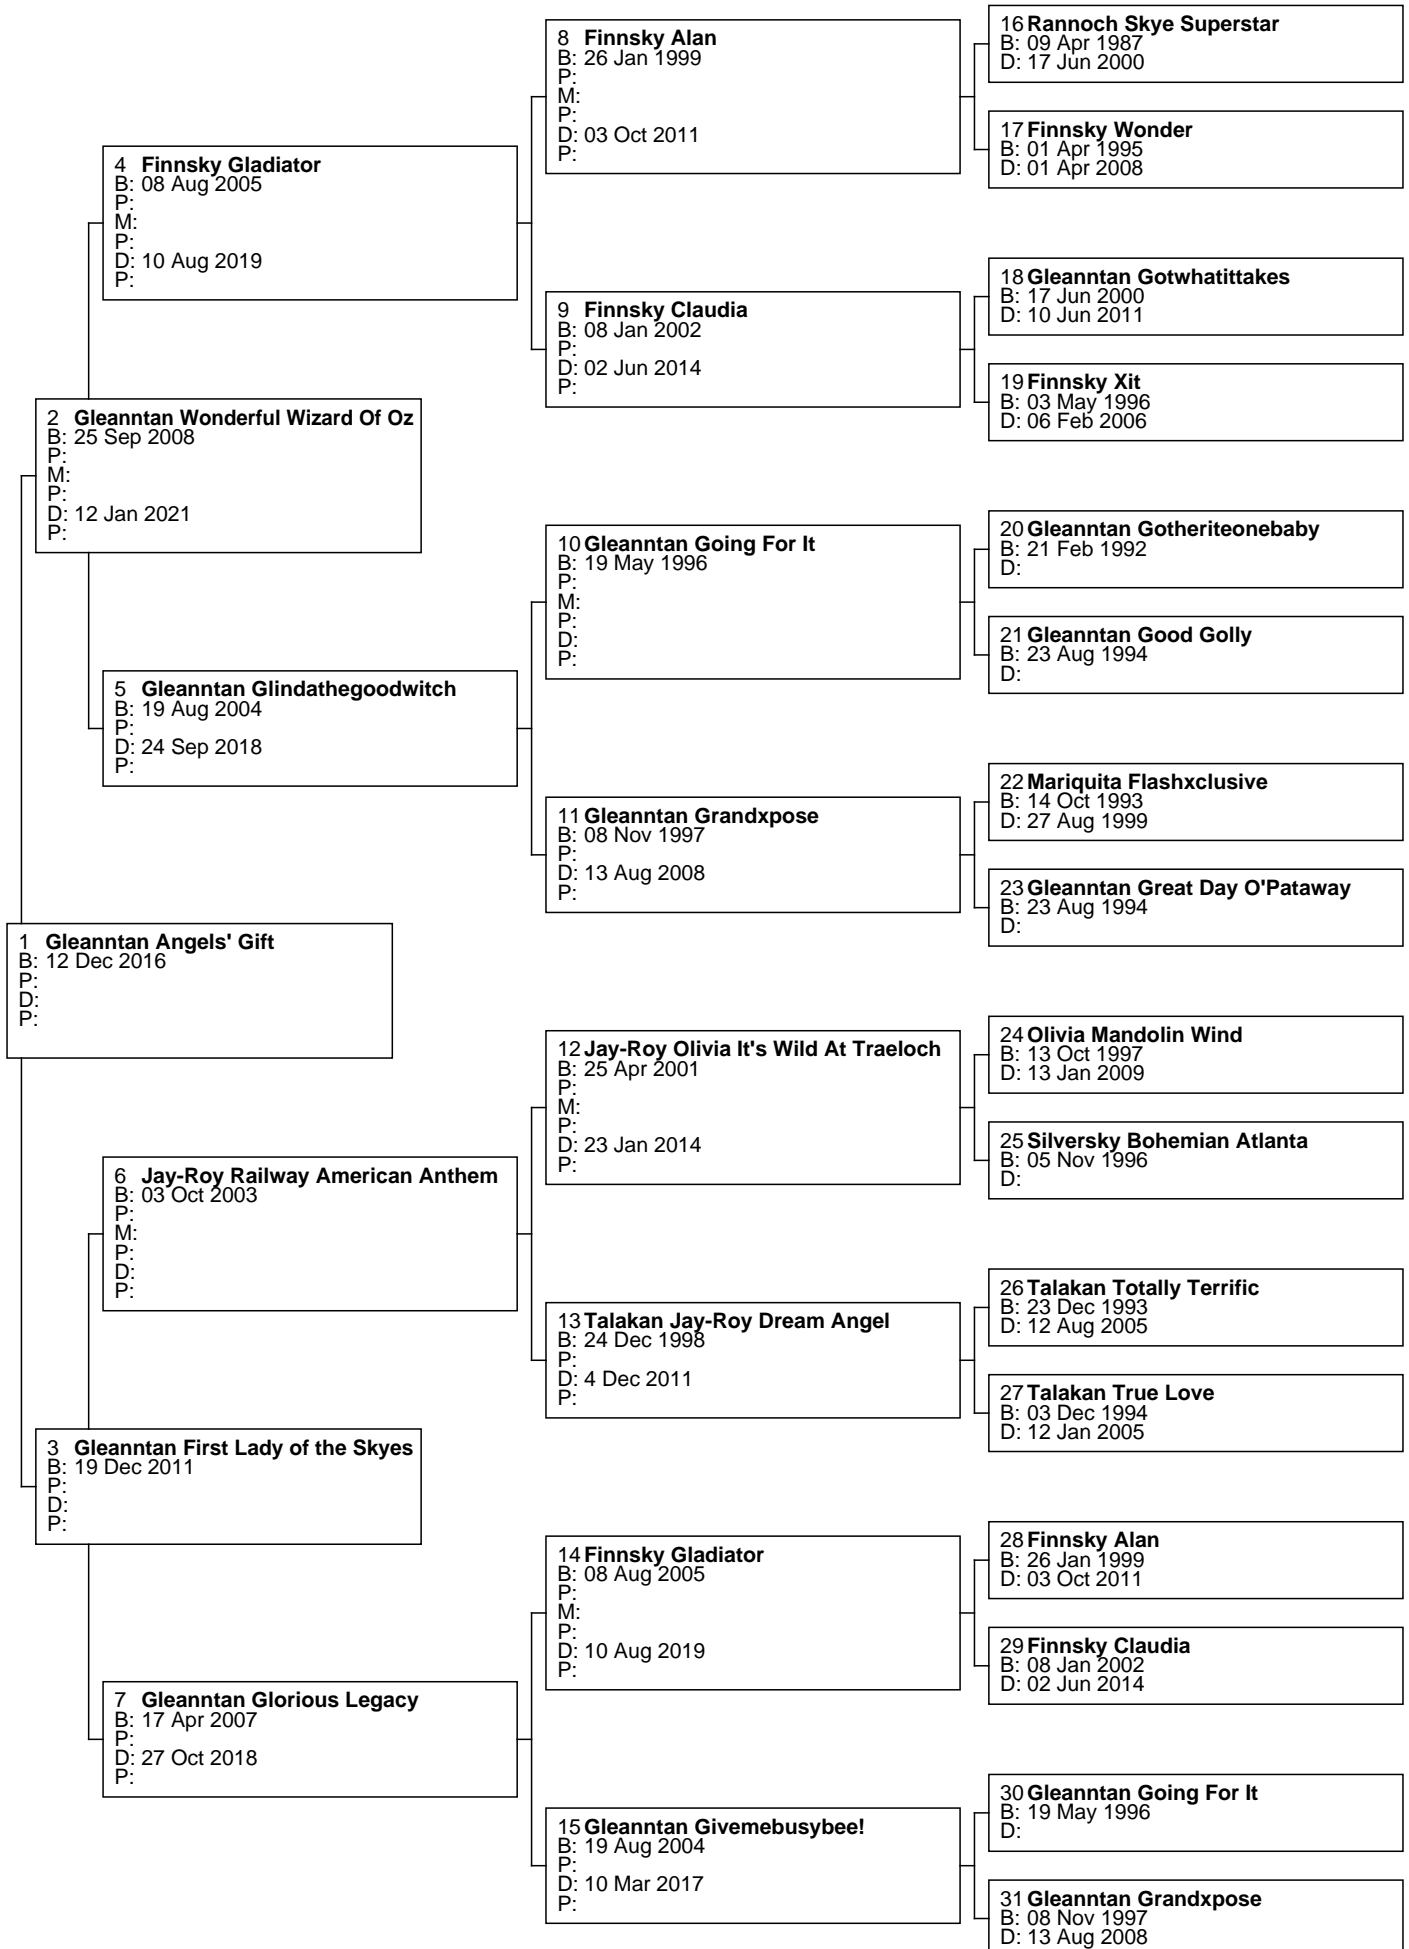 8 Finnsky Alan
B: 26 Jan 1999
P:
M:
P:
D: 03 Oct 2011
P:
16 Rannoch Skye Superstar
B: 09 Apr 1987
D: 17 Jun 2000
17 Finnsky Wonder
B: 01 Apr 1995
D: 01 Apr 2008
4 Finnsky Gladiator
B: 08 Aug 2005
P:
M:
P:
D: 10 Aug 2019
P:
9 Finnsky Claudia
B: 08 Jan 2002
P:
D: 02 Jun 2014
P:
18 Gleanntan Gotwhatittakes
B: 17 Jun 2000
D: 10 Jun 2011
19 Finnsky Xit
B: 03 May 1996
D: 06 Feb 2006
2 Gleanntan Wonderful Wizard Of Oz
B: 25 Sep 2008
P:
M:
P:
D: 12 Jan 2021
P:
10 Gleanntan Going For It
B: 19 May 1996
P:
M:
P:
D:
P:
20 Gleanntan Gotheriteonebaby
B: 21 Feb 1992
D:
21 Gleanntan Good Golly
B: 23 Aug 1994
D:
5 Gleanntan Glindathegoodwitch
B: 19 Aug 2004
P:
D: 24 Sep 2018
P:
11 Gleanntan Grandxpose
B: 08 Nov 1997
P:
D: 13 Aug 2008
P:
22 Mariquita Flashxclusive
B: 14 Oct 1993
D: 27 Aug 1999
23 Gleanntan Great Day O'Pataway
B: 23 Aug 1994
D:
1 Gleanntan Angels' Gift
B: 12 Dec 2016
P:
D:
P:
12 Jay-Roy Olivia It's Wild At Traeloch
B: 25 Apr 2001
P:
M:
P:
D: 23 Jan 2014
P:
24 Olivia Mandolin Wind
B: 13 Oct 1997
D: 13 Jan 2009
25 Silversky Bohemian Atlanta
B: 05 Nov 1996
D:
6 Jay-Roy Railway American Anthem
B: 03 Oct 2003
P:
M:
P:
D:
P:
13 Talakan Jay-Roy Dream Angel
B: 24 Dec 1998
P:
D: 4 Dec 2011
P:
26 Talakan Totally Terrific
B: 23 Dec 1993
D: 12 Aug 2005
27 Talakan True Love
B: 03 Dec 1994
D: 12 Jan 2005
3 Gleanntan First Lady of the Skyes
B: 19 Dec 2011
P:
D:
P:
14 Finnsky Gladiator
B: 08 Aug 2005
P:
M:
P:
D: 10 Aug 2019
P:
28 Finnsky Alan
B: 26 Jan 1999
D: 03 Oct 2011
29 Finnsky Claudia
B: 08 Jan 2002
D: 02 Jun 2014
7 Gleanntan Glorious Legacy
B: 17 Apr 2007
P:
D: 27 Oct 2018
P:
15 Gleanntan Givemebusybee!
B: 19 Aug 2004
P:
D: 10 Mar 2017
P:
30 Gleanntan Going For It
B: 19 May 1996
D:
31 Gleanntan Grandxpose
B: 08 Nov 1997
D: 13 Aug 2008